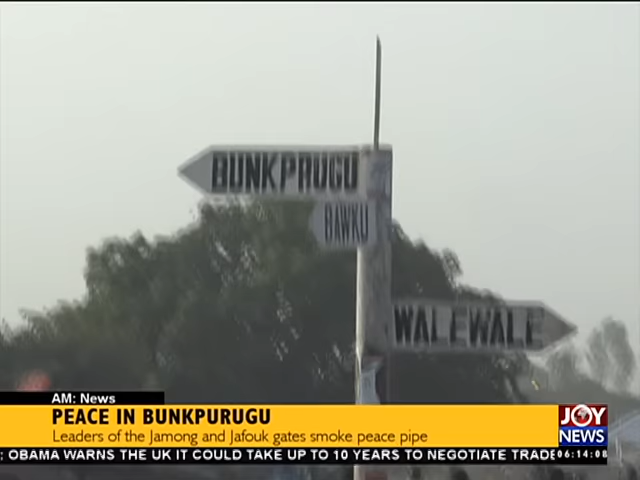 BUNKPRUGU
BAWKU
WALEWALE
AM: News
PEACE IN BUNKPURUGU
Leaders of the Jamong and Jafouk gates smoke peace pipe
JOY
NEWS
: OBAMA WARNS THE UK IT COULD TAKE UP TO 10 YEARS TO NEGOTIATE TRADE
06:14:08